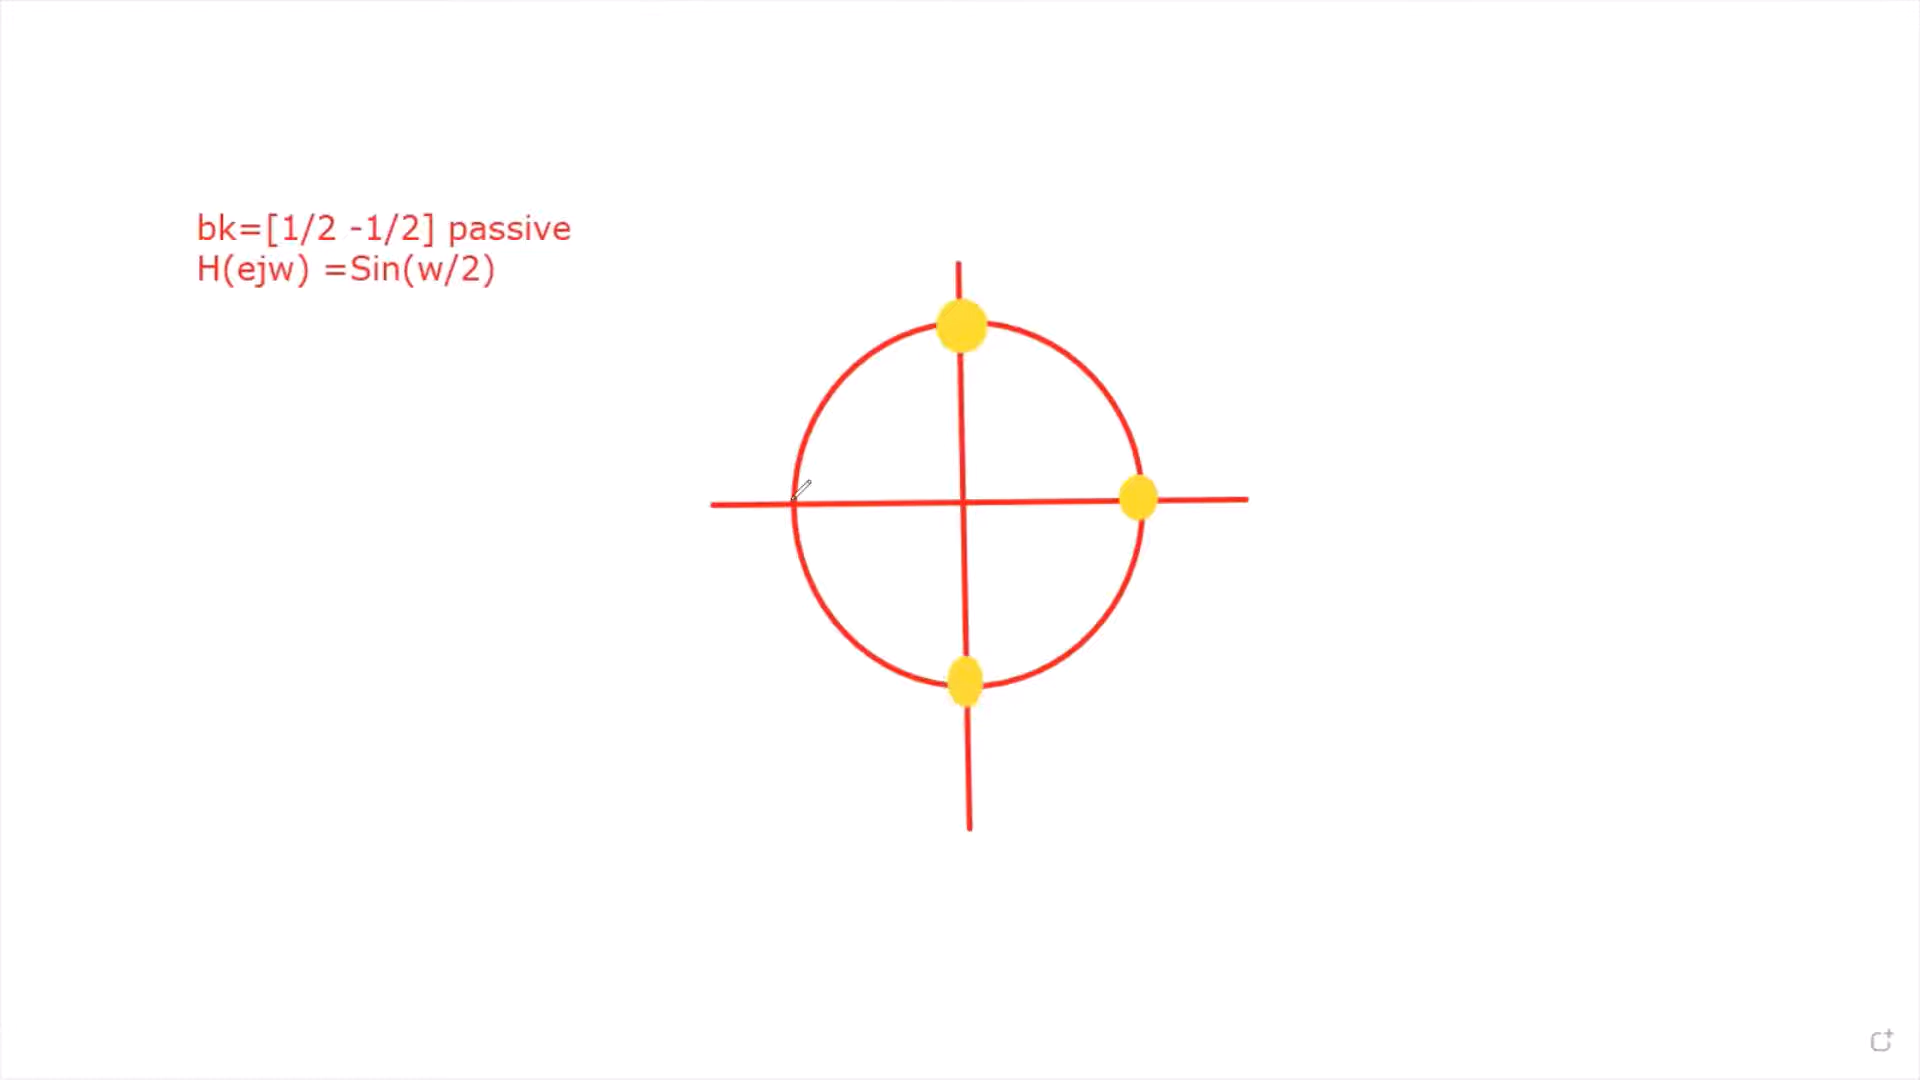 bk=[1/2 -1/2] passive
H(ejw) =Sin(w/2)